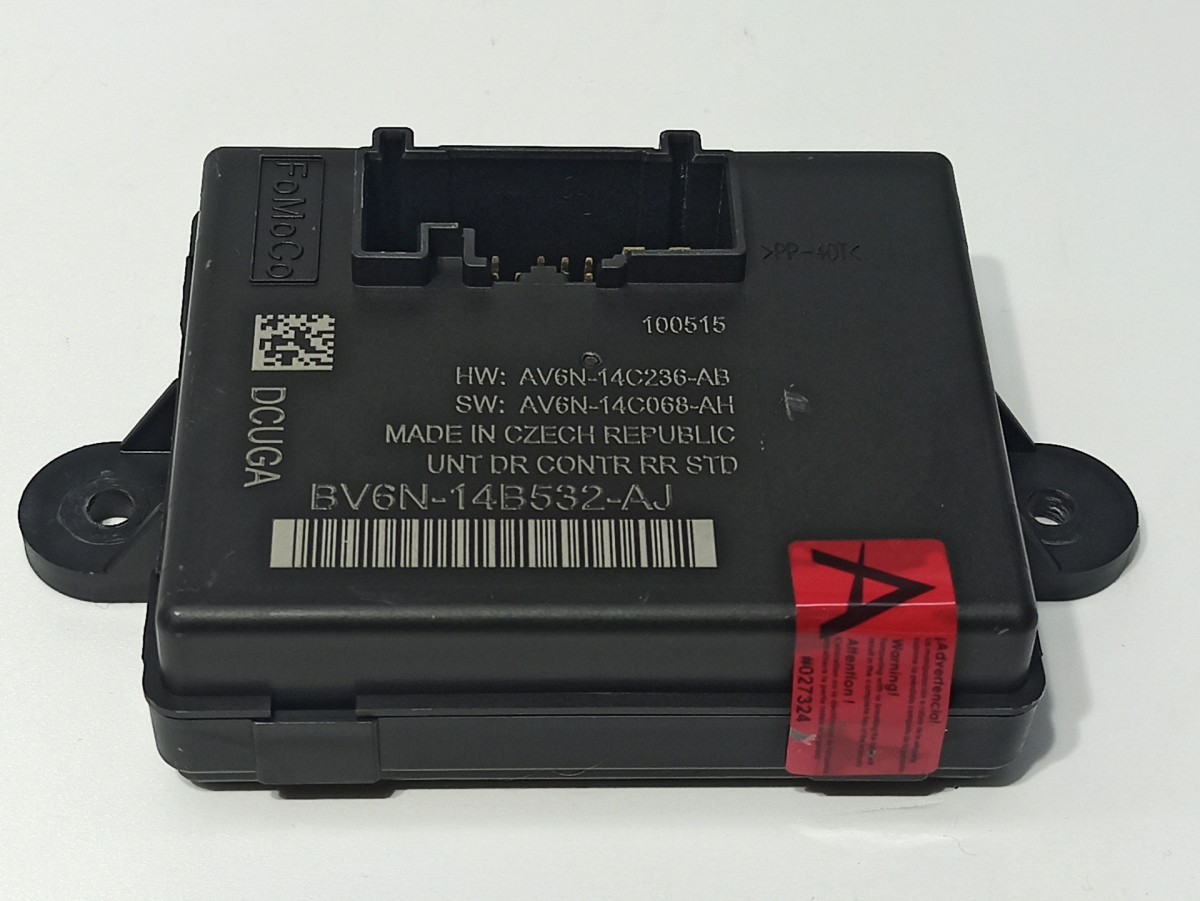 FoMoCo
>PP-40T<
100515
HW: AV6N-14C236-AB
SW: AV6N-14C068-AH
MADE IN CZECH REPUBLIC
UNT DR CONTR RR STD
DCUGA
BV6N-14B532-AJ
A
¡Advertencia!
Warning!
Attention !
#027324